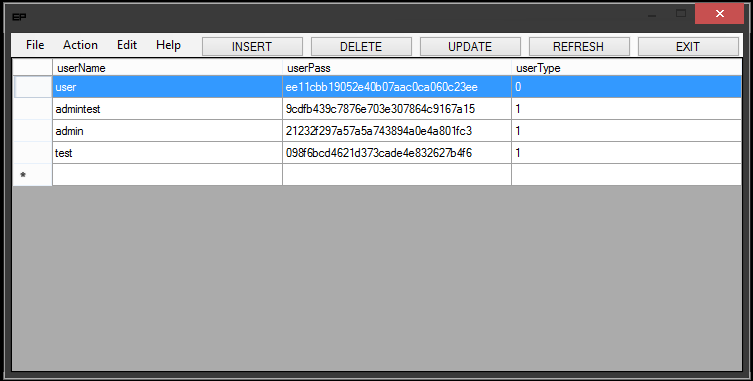 EP
File Action Edit Help INSERT DELETE UPDATE REFRESH EXIT
userName userPass userType
user ee11cbb19052e40b07aac0ca060c23ee 0
admintest 9cdfb439c7876e703e307864c9167a15 1
admin 21232f297a57a5a743894a0e4a801fc3 1
test 098f6bcd4621d373cade4e832627b4f6 1
*